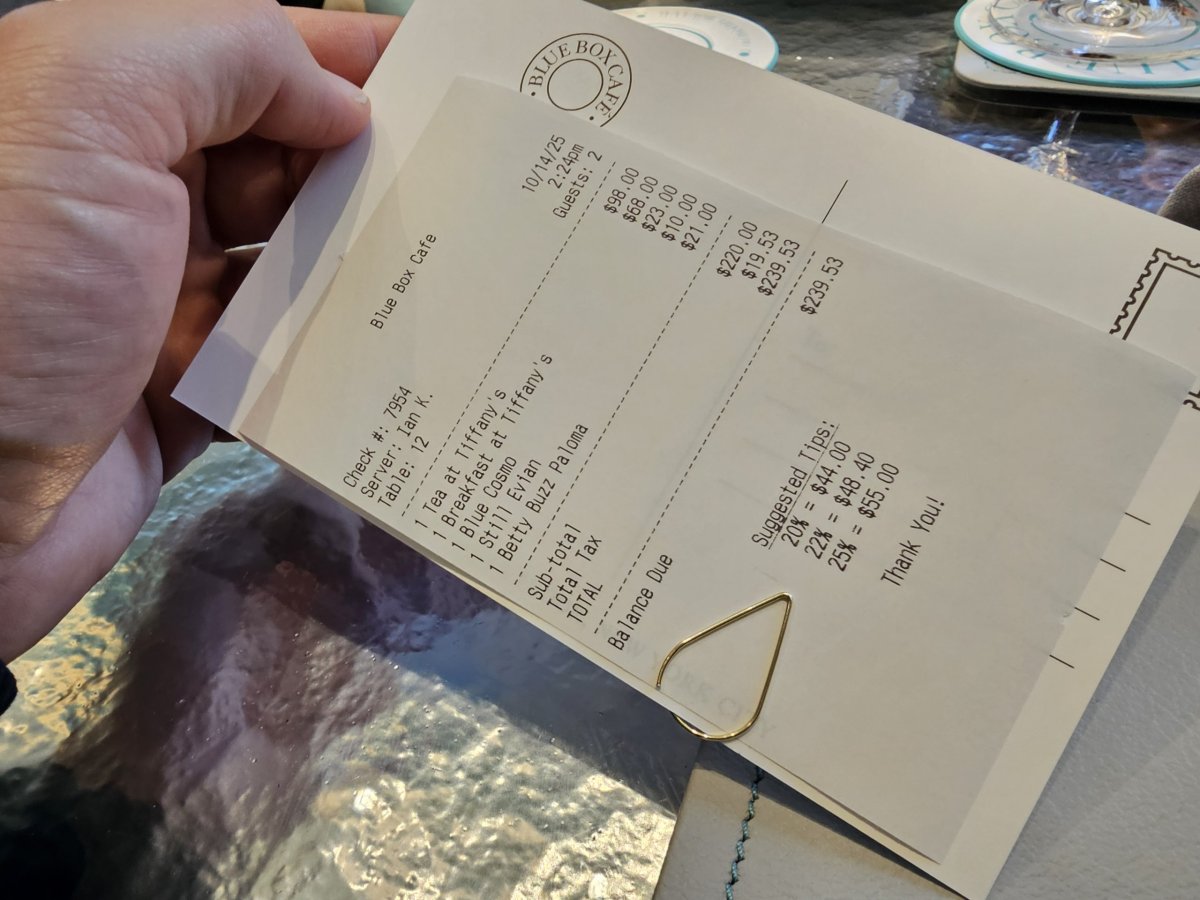 BLUE BOX CAFÉ
Blue Box Cafe
10/14/25
Check #: 7954 2:24pm
Server: Ian K. Guests: 2
Table: 12
1 Tea at Tiffany's $98.00
1 Breakfast at Tiffany's $68.00
1 Blue Cosmo $23.00
1 Still Evian $10.00
1 Betty Buzz Paloma $21.00
Sub-total $220.00
Total Tax $19.53
TOTAL $239.53
Balance Due $239.53
Suggested Tips:
20% = $44.00
22% = $48.40
25% = $55.00
Thank You!